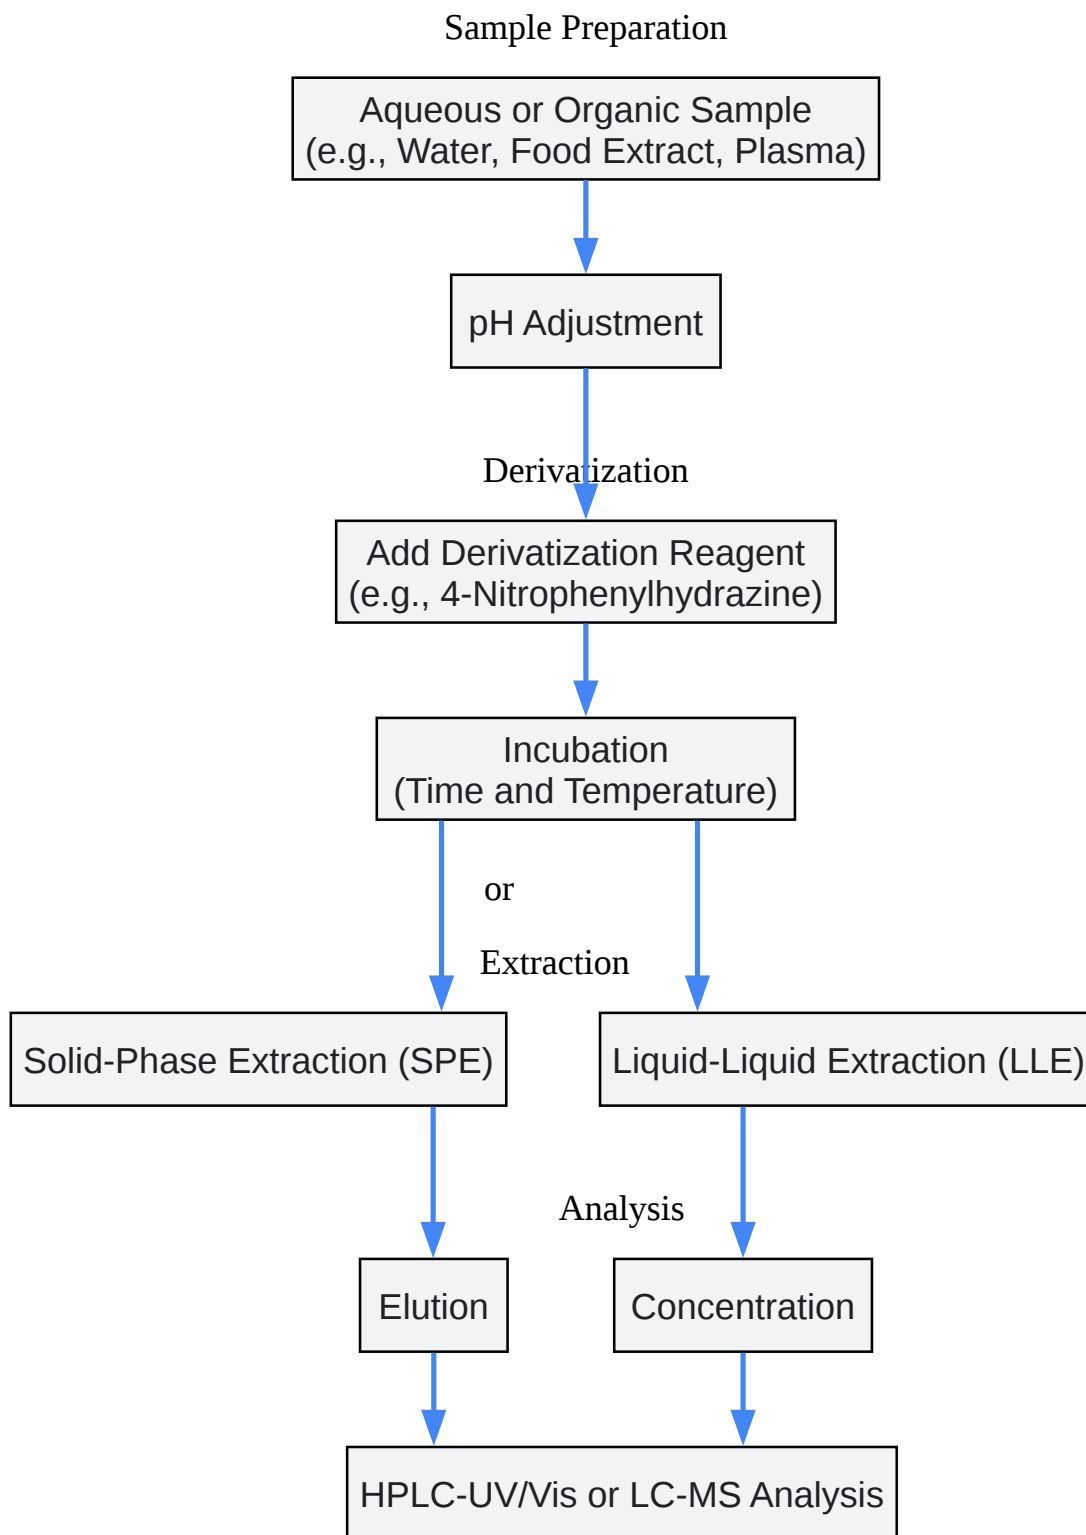 Sample Preparation
Aqueous or Organic Sample
(e.g., Water, Food Extract, Plasma)
pH Adjustment
Derivatization
Add Derivatization Reagent
(e.g., 4-Nitrophenylhydrazine)
Incubation
(Time and Temperature)
or
Extraction
Solid-Phase Extraction (SPE)
Liquid-Liquid Extraction (LLE)
Analysis
Elution
Concentration
HPLC-UV/Vis or LC-MS Analysis